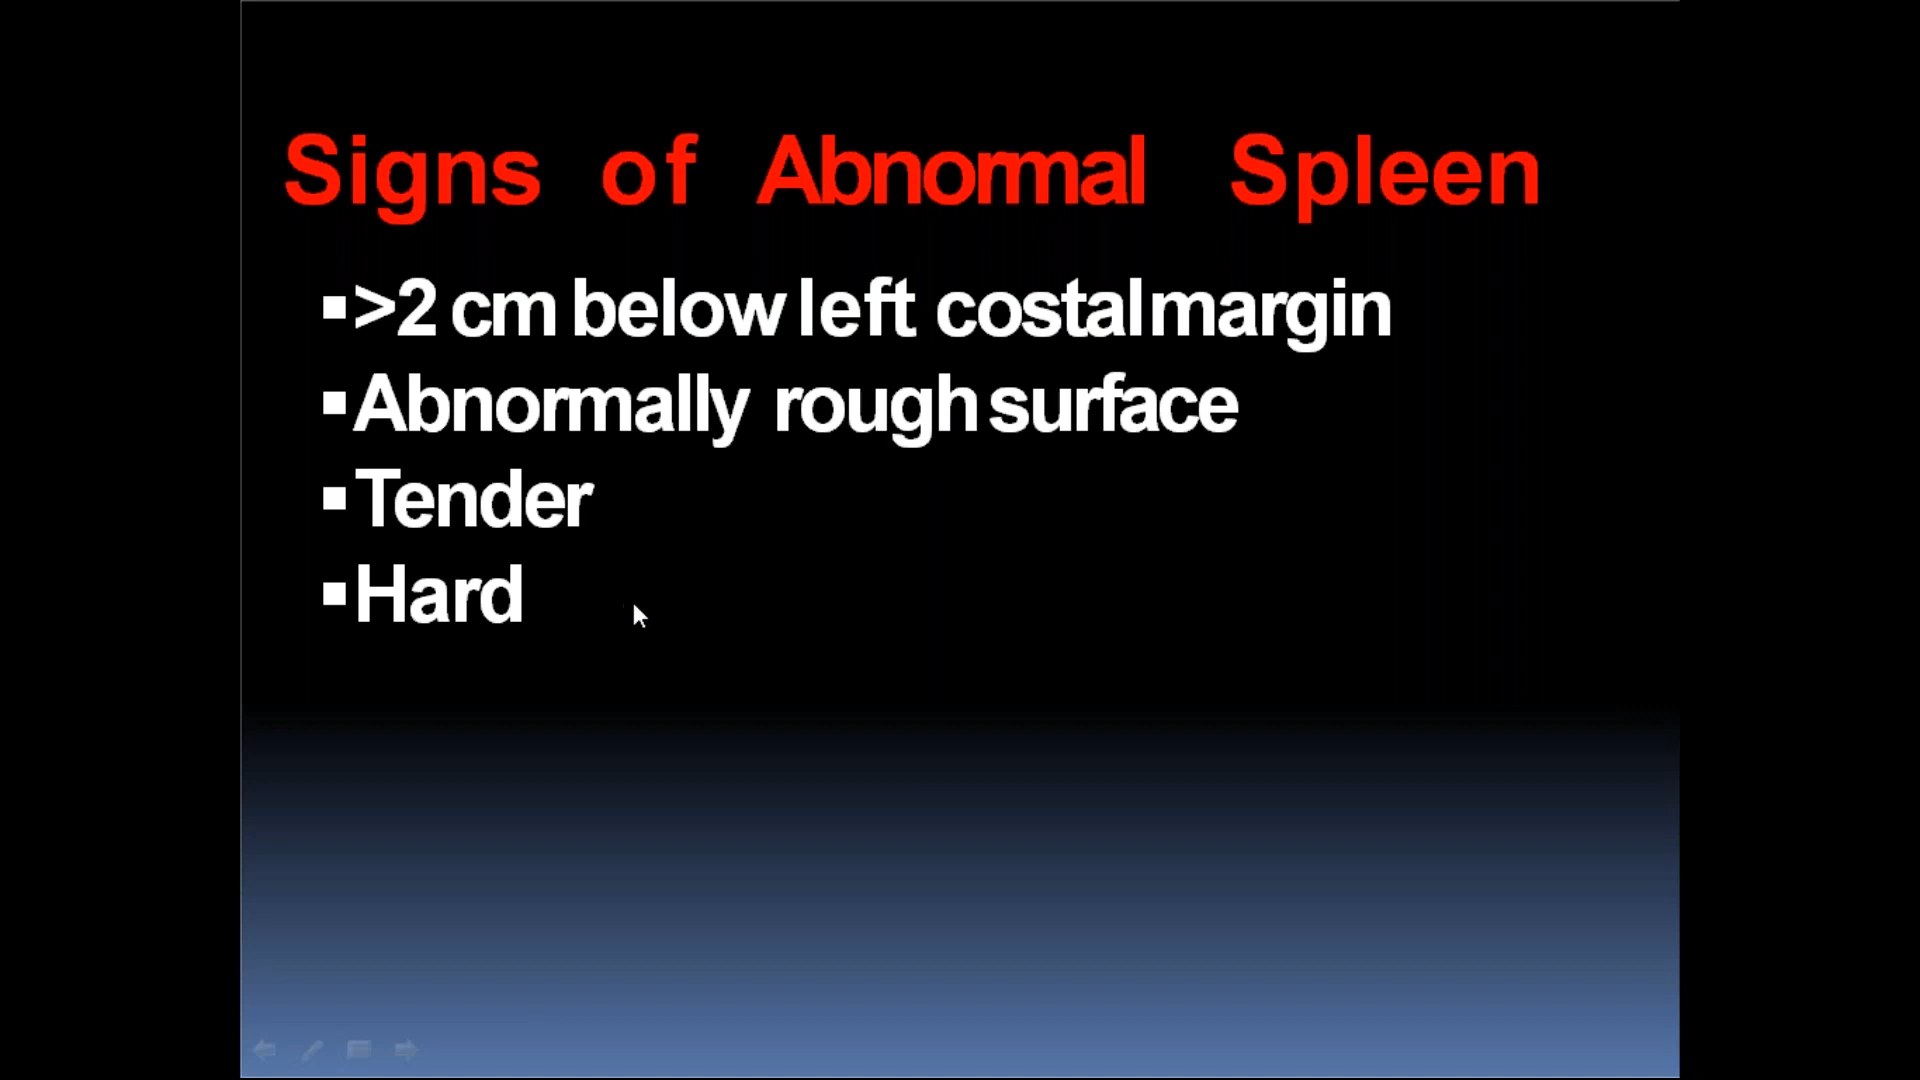 Signs of Abnormal Spleen
▪>2 cm below left costal margin
▪Abnormally rough surface
▪Tender
▪Hard